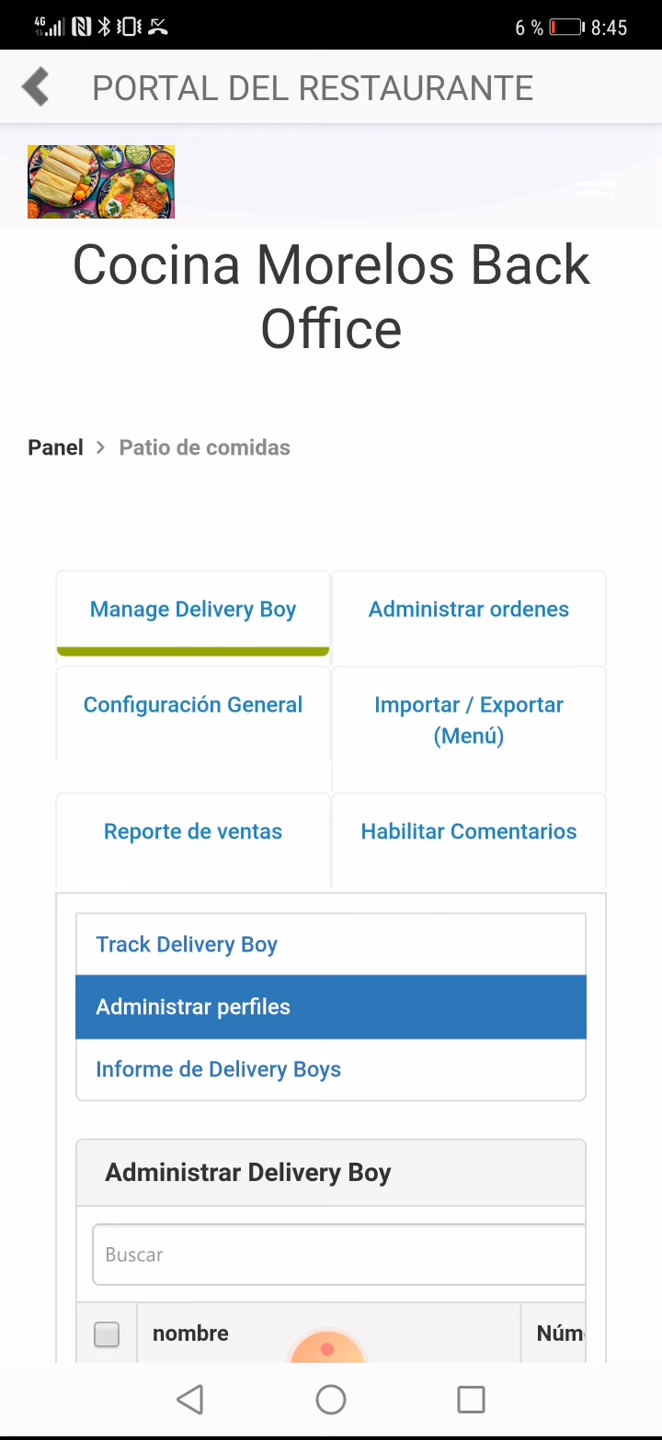 4G
6 % 8:45
PORTAL DEL RESTAURANTE
Cocina Morelos Back
Office
Panel > Patio de comidas
Manage Delivery Boy
Administrar ordenes
Configuración General
Importar / Exportar
(Menú)
Reporte de ventas
Habilitar Comentarios
Track Delivery Boy
Administrar perfiles
Informe de Delivery Boys
Administrar Delivery Boy
Buscar
nombre